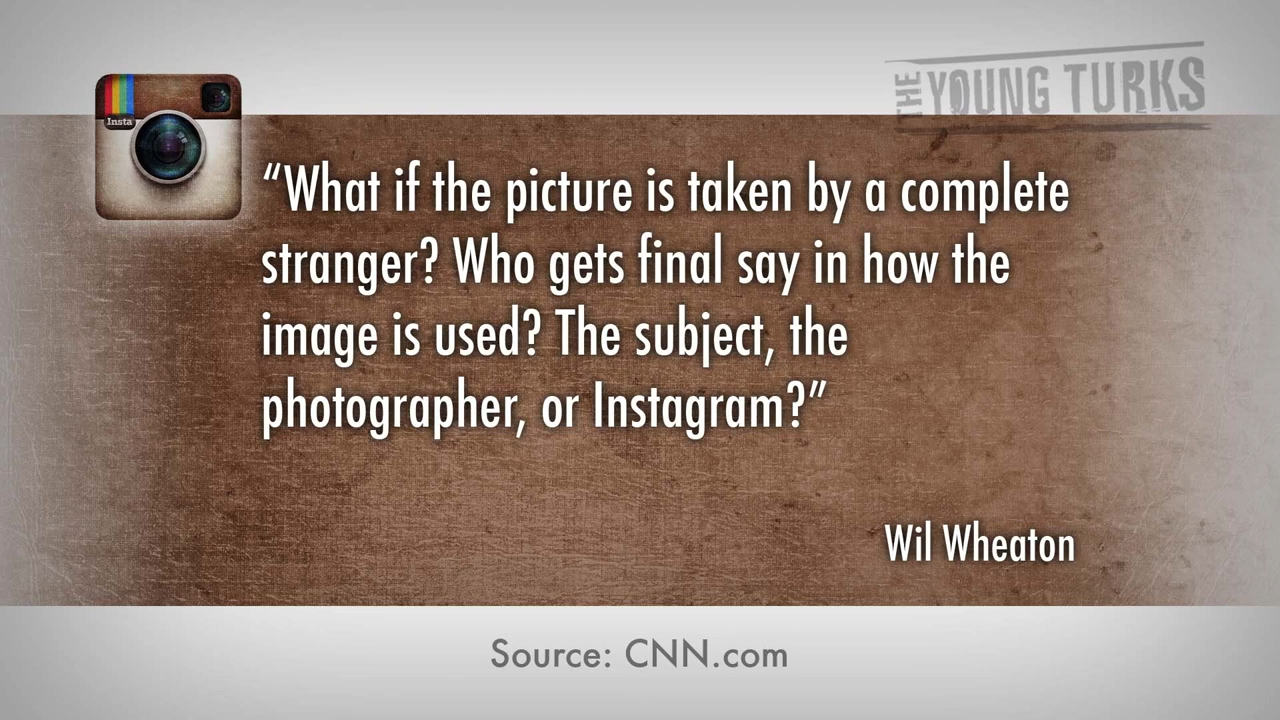 THE YOUNG TURKS
Insta
“What if the picture is taken by a complete
stranger? Who gets final say in how the
image is used? The subject, the
photographer, or Instagram?”
Wil Wheaton
Source: CNN.com